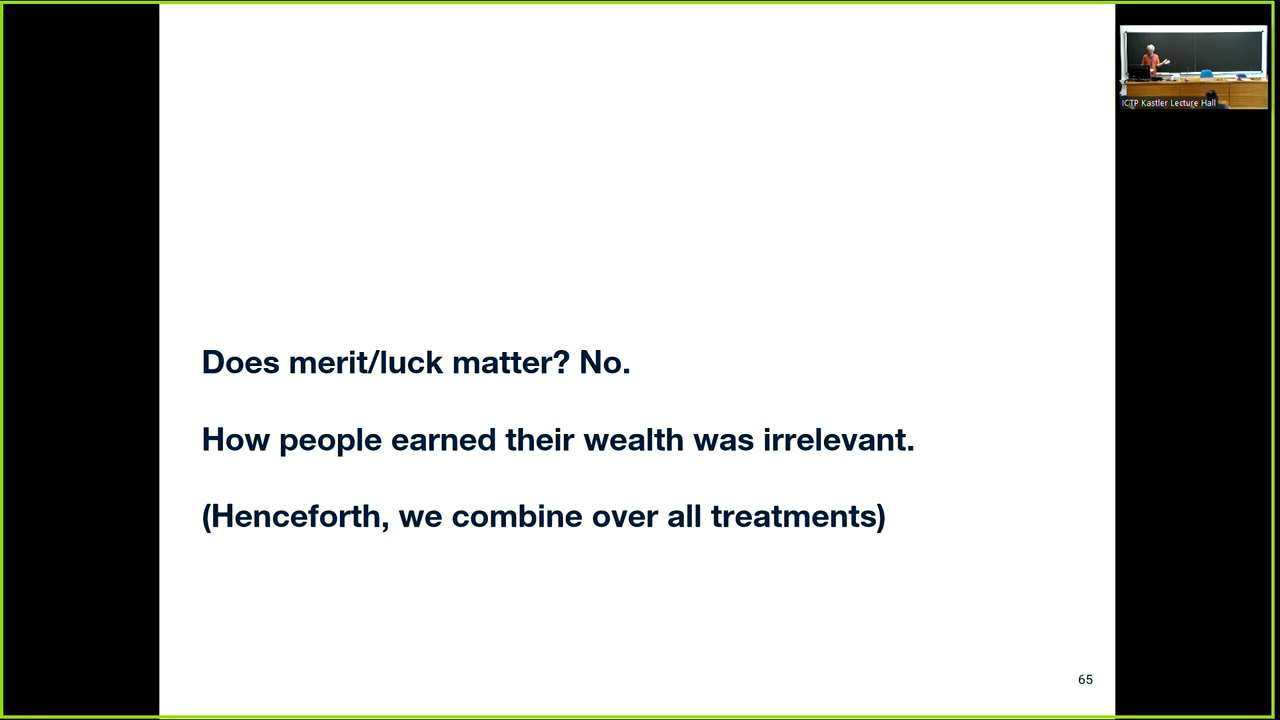 ICTP Kastler Lecture Hall
Does merit/luck matter? No.
How people earned their wealth was irrelevant.
(Henceforth, we combine over all treatments)
65